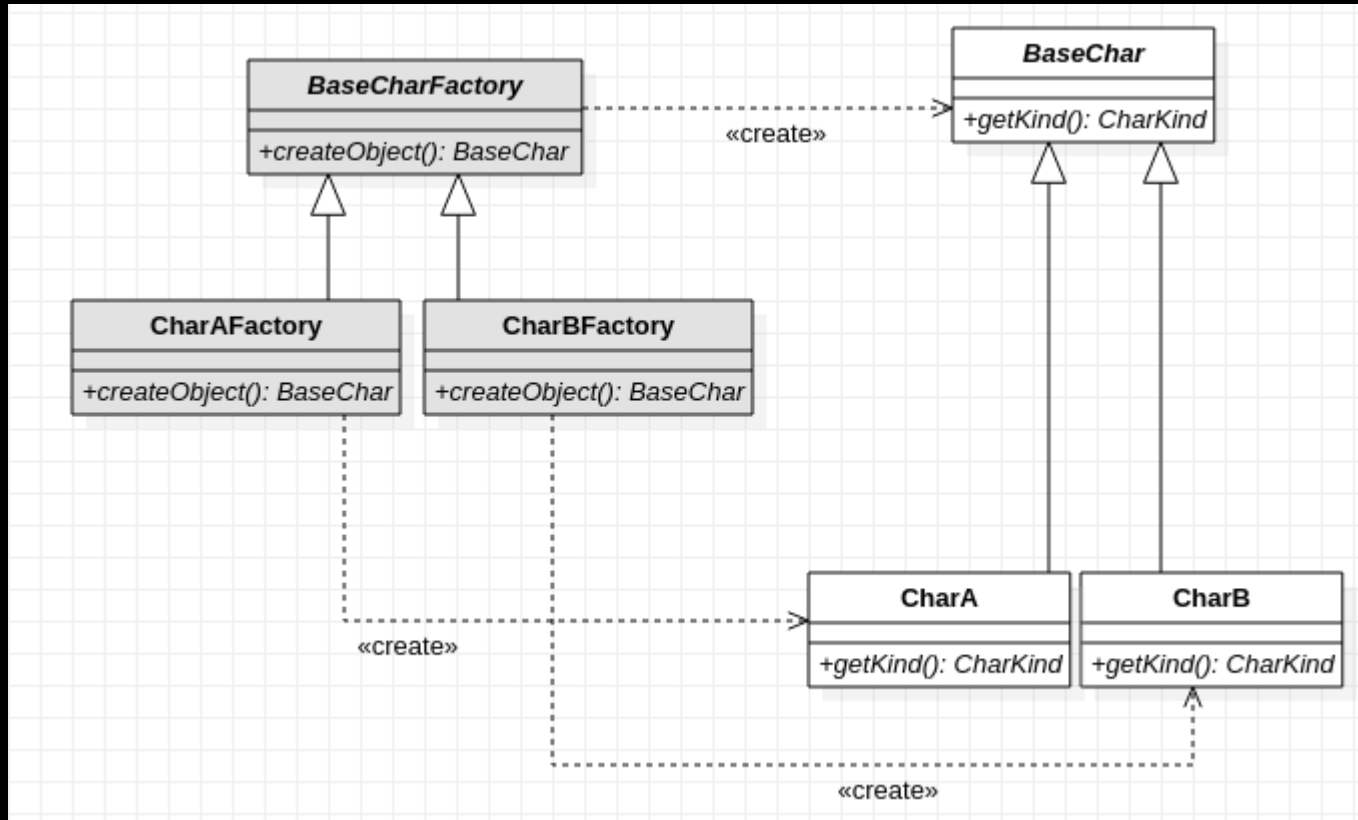 BaseChar
+getKind(): CharKind
BaseCharFactory
+createObject(): BaseChar
«create»
CharAFactory
+createObject(): BaseChar
CharBFactory
+createObject(): BaseChar
CharA
+getKind(): CharKind
CharB
+getKind(): CharKind
«create»
«create»